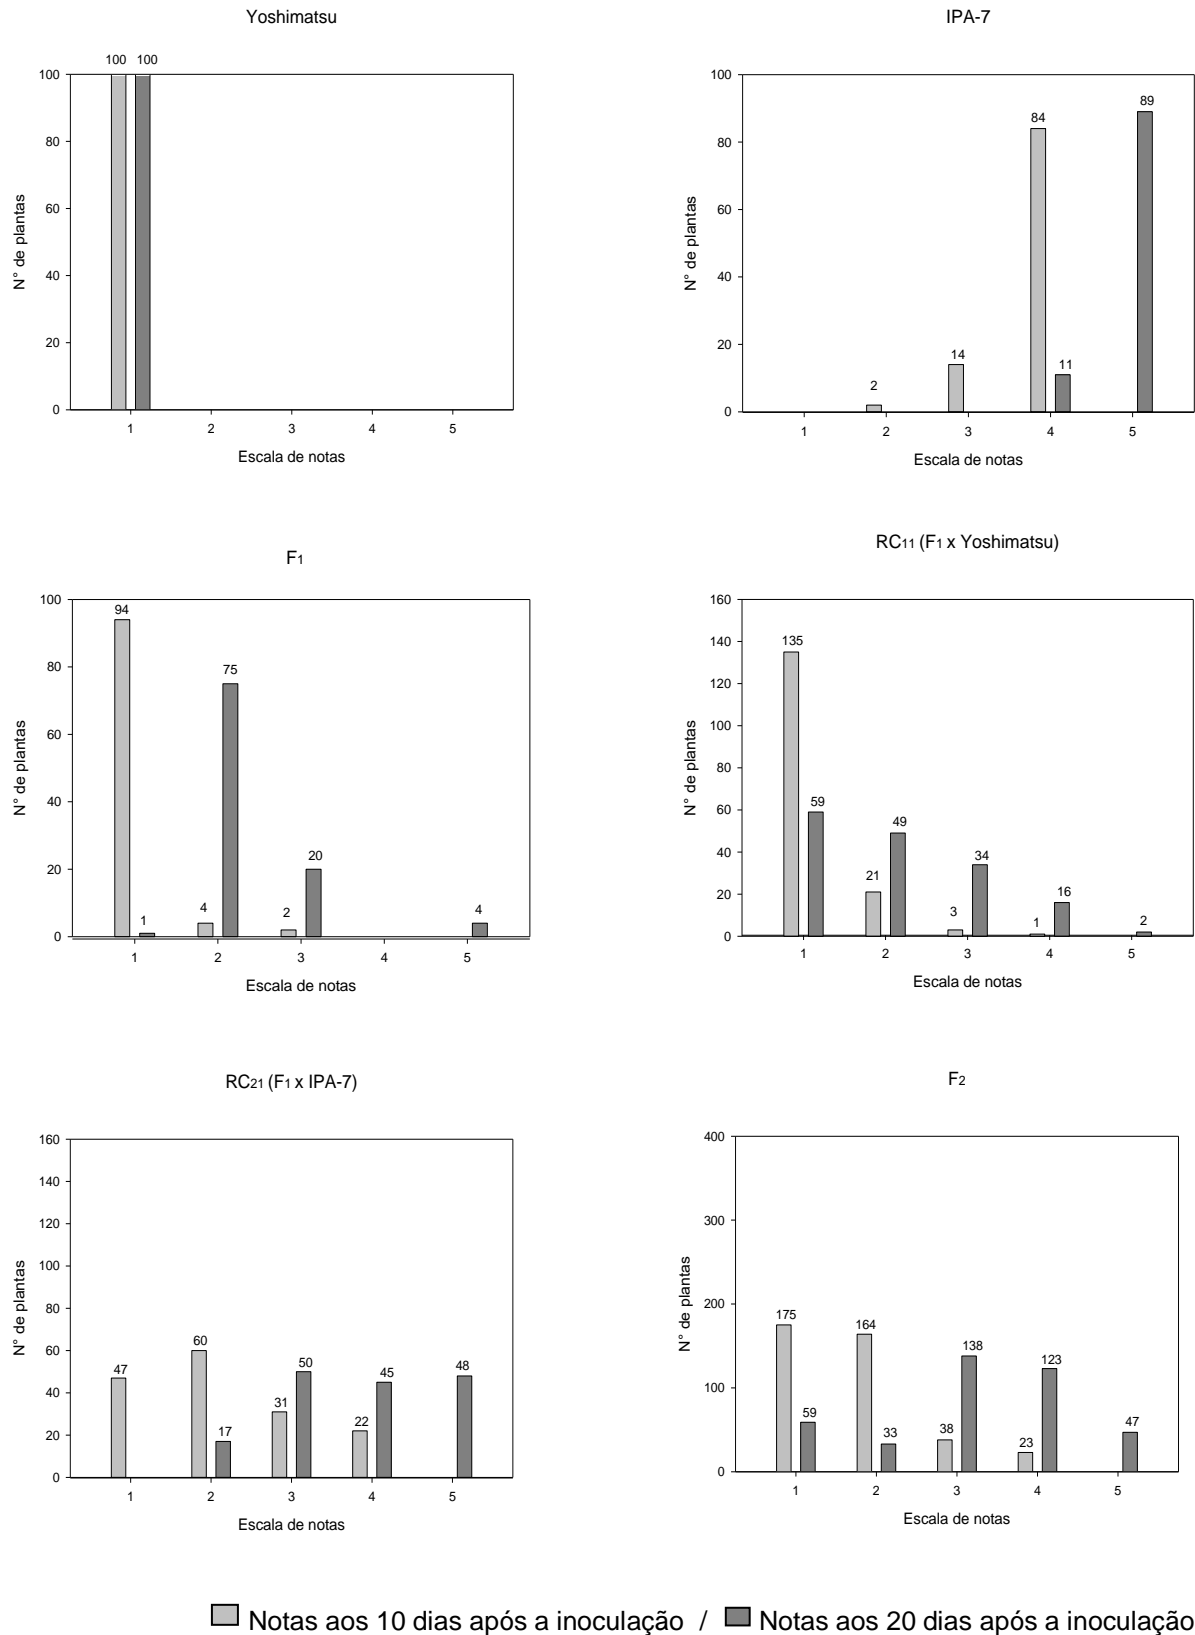 Yoshimatsu
100 100
100
80
60
40
20
0
1 2 3 4 5
N° de plantas
Escala de notas
IPA-7
100
80
60
40
20
0
2 14 84 11 89
1 2 3 4 5
N° de plantas
Escala de notas
F1
100
80
60
40
20
0
94 1 4 75 2 20 4
1 2 3 4 5
N° de plantas
Escala de notas
RC11 (F1 x Yoshimatsu)
160
140
120
100
80
60
40
20
0
135 59 21 49 3 34 1 16 2
1 2 3 4 5
N° de plantas
Escala de notas
RC21 (F1 x IPA-7)
160
140
120
100
80
60
40
20
0
47 60 17 31 50 22 45 48
1 2 3 4 5
N° de plantas
Escala de notas
F2
400
300
200
100
0
175 59 164 33 38 138 23 123 47
1 2 3 4 5
N° de plantas
Escala de notas
Notas aos 10 dias após a inoculação / Notas aos 20 dias após a inoculação